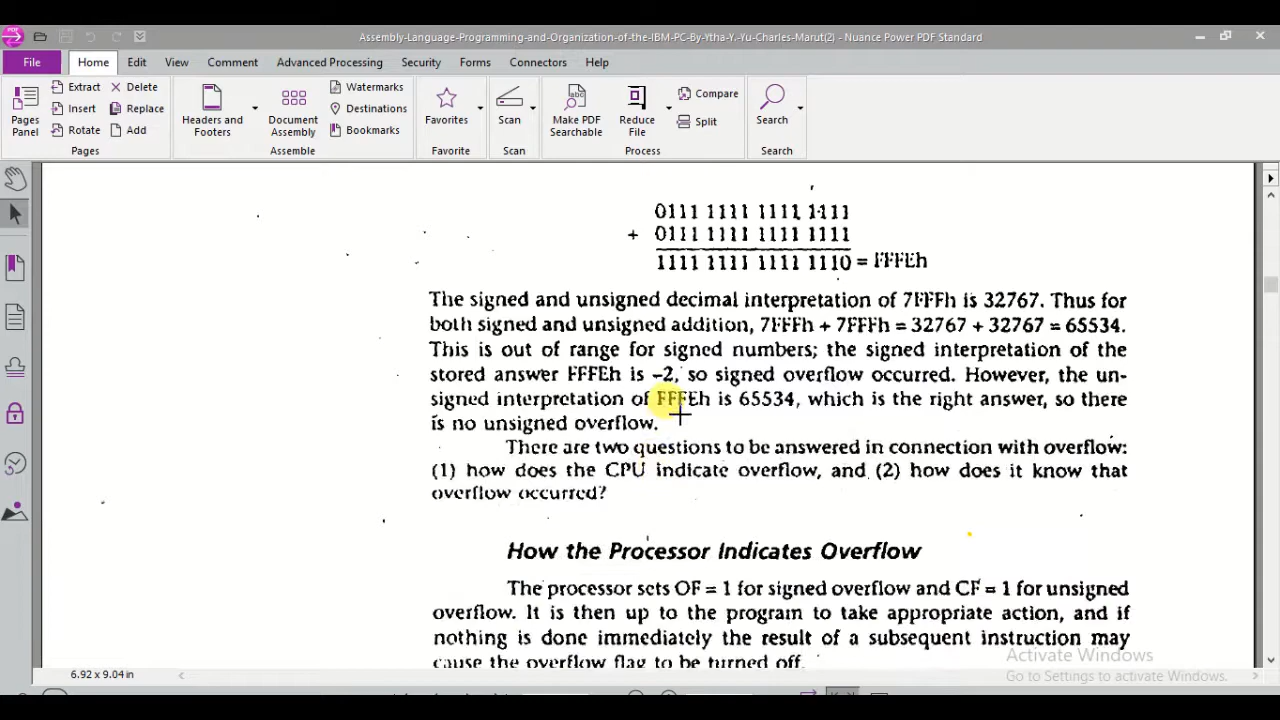 Assembly-Language-Programming-and-Organization-of-the-IBM-PC-By-Ytha-Y.-Yu-Charles-Marut(2) - Nuance Power PDF Standard
File Home Edit View Comment Advanced Processing Security Forms Connectors Help
Pages Panel
Extract Delete
Insert Replace
Rotate Add
Pages
Headers and Footers
Document Assembly
Watermarks
Destinations
Bookmarks
Assemble
Favorites
Favorite
Scan
Scan
Make PDF Searchable
Reduce File
Compare
Split
Process
Search
Search
0111 1111 1111 1111
+ 0111 1111 1111 1111
1111 1111 1111 1110 = FFFEh
The signed and unsigned decimal interpretation of 7FFFh is 32767. Thus for
both signed and unsigned addition, 7FFFh + 7FFFh = 32767 + 32767 = 65534.
This is out of range for signed numbers; the signed interpretation of the
stored answer FFFEh is –2, so signed overflow occurred. However, the un-
signed interpretation of FFFEh is 65534, which is the right answer, so there
is no unsigned overflow.
There are two questions to be answered in connection with overflow:
(1) how does the CPU indicate overflow, and (2) how does it know that
overflow occurred?
How the Processor Indicates Overflow
The processor sets OF = 1 for signed overflow and CF = 1 for unsigned
overflow. It is then up to the program to take appropriate action, and if
nothing is done immediately the result of a subsequent instruction may
cause the overflow flag to be turned off.
Activate Windows
Go to Settings to activate Windows.
6.92 x 9.04 in